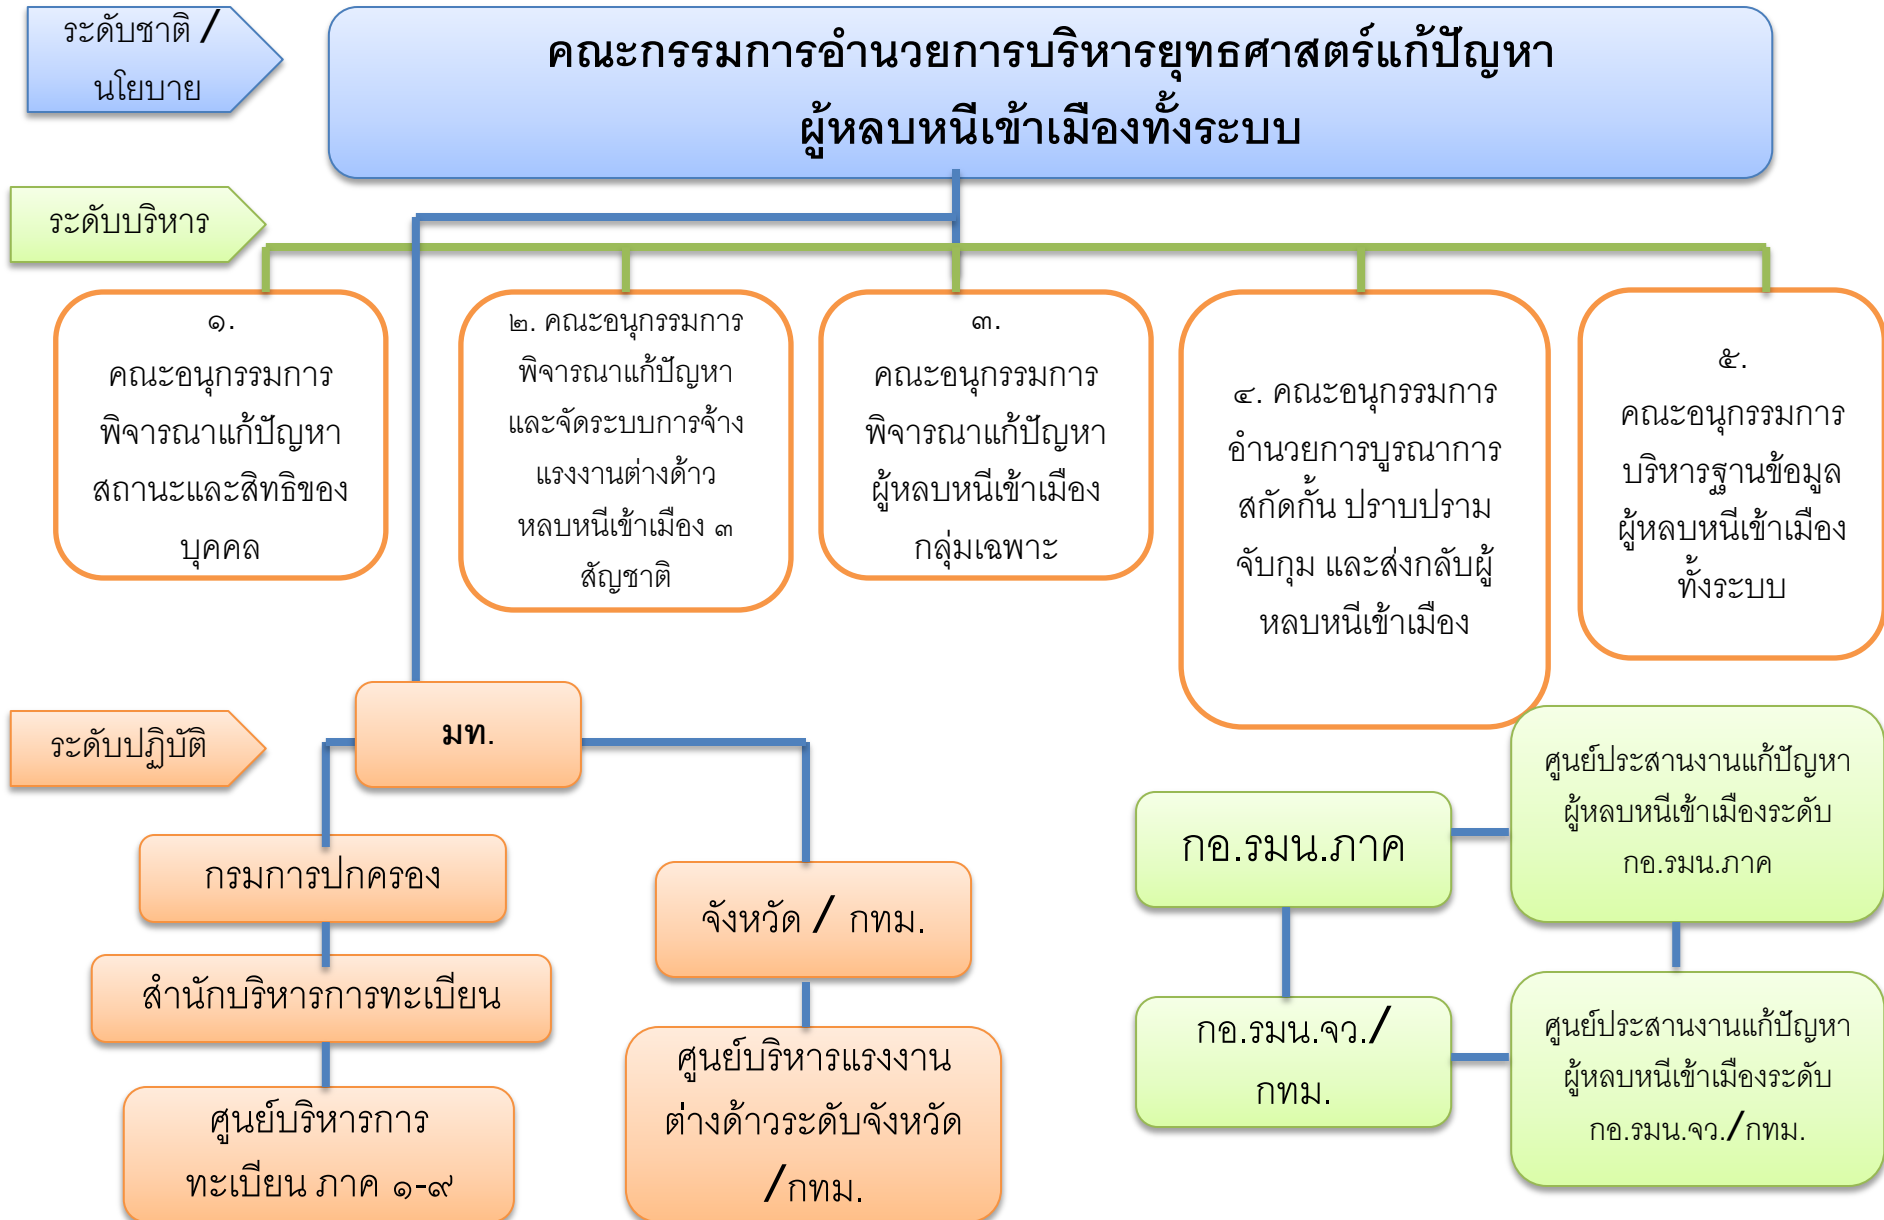 ระดับชาติ /
นโยบาย
คณะกรรมการอำนวยการบริหารยุทธศาสตร์แก้ปัญหา
ผู้หลบหนีเข้าเมืองทั้งระบบ
ระดับบริหาร
๑.
คณะอนุกรรมการ
พิจารณาแก้ปัญหา
สถานะและสิทธิของ
บุคคล
๒. คณะอนุกรรมการ
พิจารณาแก้ปัญหา
และจัดระบบการจ้าง
แรงงานต่างด้าว
หลบหนีเข้าเมือง ๓
สัญชาติ
๓.
คณะอนุกรรมการ
พิจารณาแก้ปัญหา
ผู้หลบหนีเข้าเมือง
กลุ่มเฉพาะ
๔. คณะอนุกรรมการ
อำนวยการบูรณาการ
สกัดกั้น ปราบปราม
จับกุม และส่งกลับผู้
หลบหนีเข้าเมือง
๕.
คณะอนุกรรมการ
บริหารฐานข้อมูล
ผู้หลบหนีเข้าเมือง
ทั้งระบบ
ระดับปฏิบัติ
มท.
กรมการปกครอง
สำนักบริหารการทะเบียน
ศูนย์บริหารการ
ทะเบียน ภาค ๑-๙
จังหวัด / กทม.
ศูนย์บริหารแรงงาน
ต่างด้าวระดับจังหวัด
/กทม.
กอ.รมน.ภาค
ศูนย์ประสานงานแก้ปัญหา
ผู้หลบหนีเข้าเมืองระดับ
กอ.รมน.ภาค
กอ.รมน.จว./
กทม.
ศูนย์ประสานงานแก้ปัญหา
ผู้หลบหนีเข้าเมืองระดับ
กอ.รมน.จว./กทม.